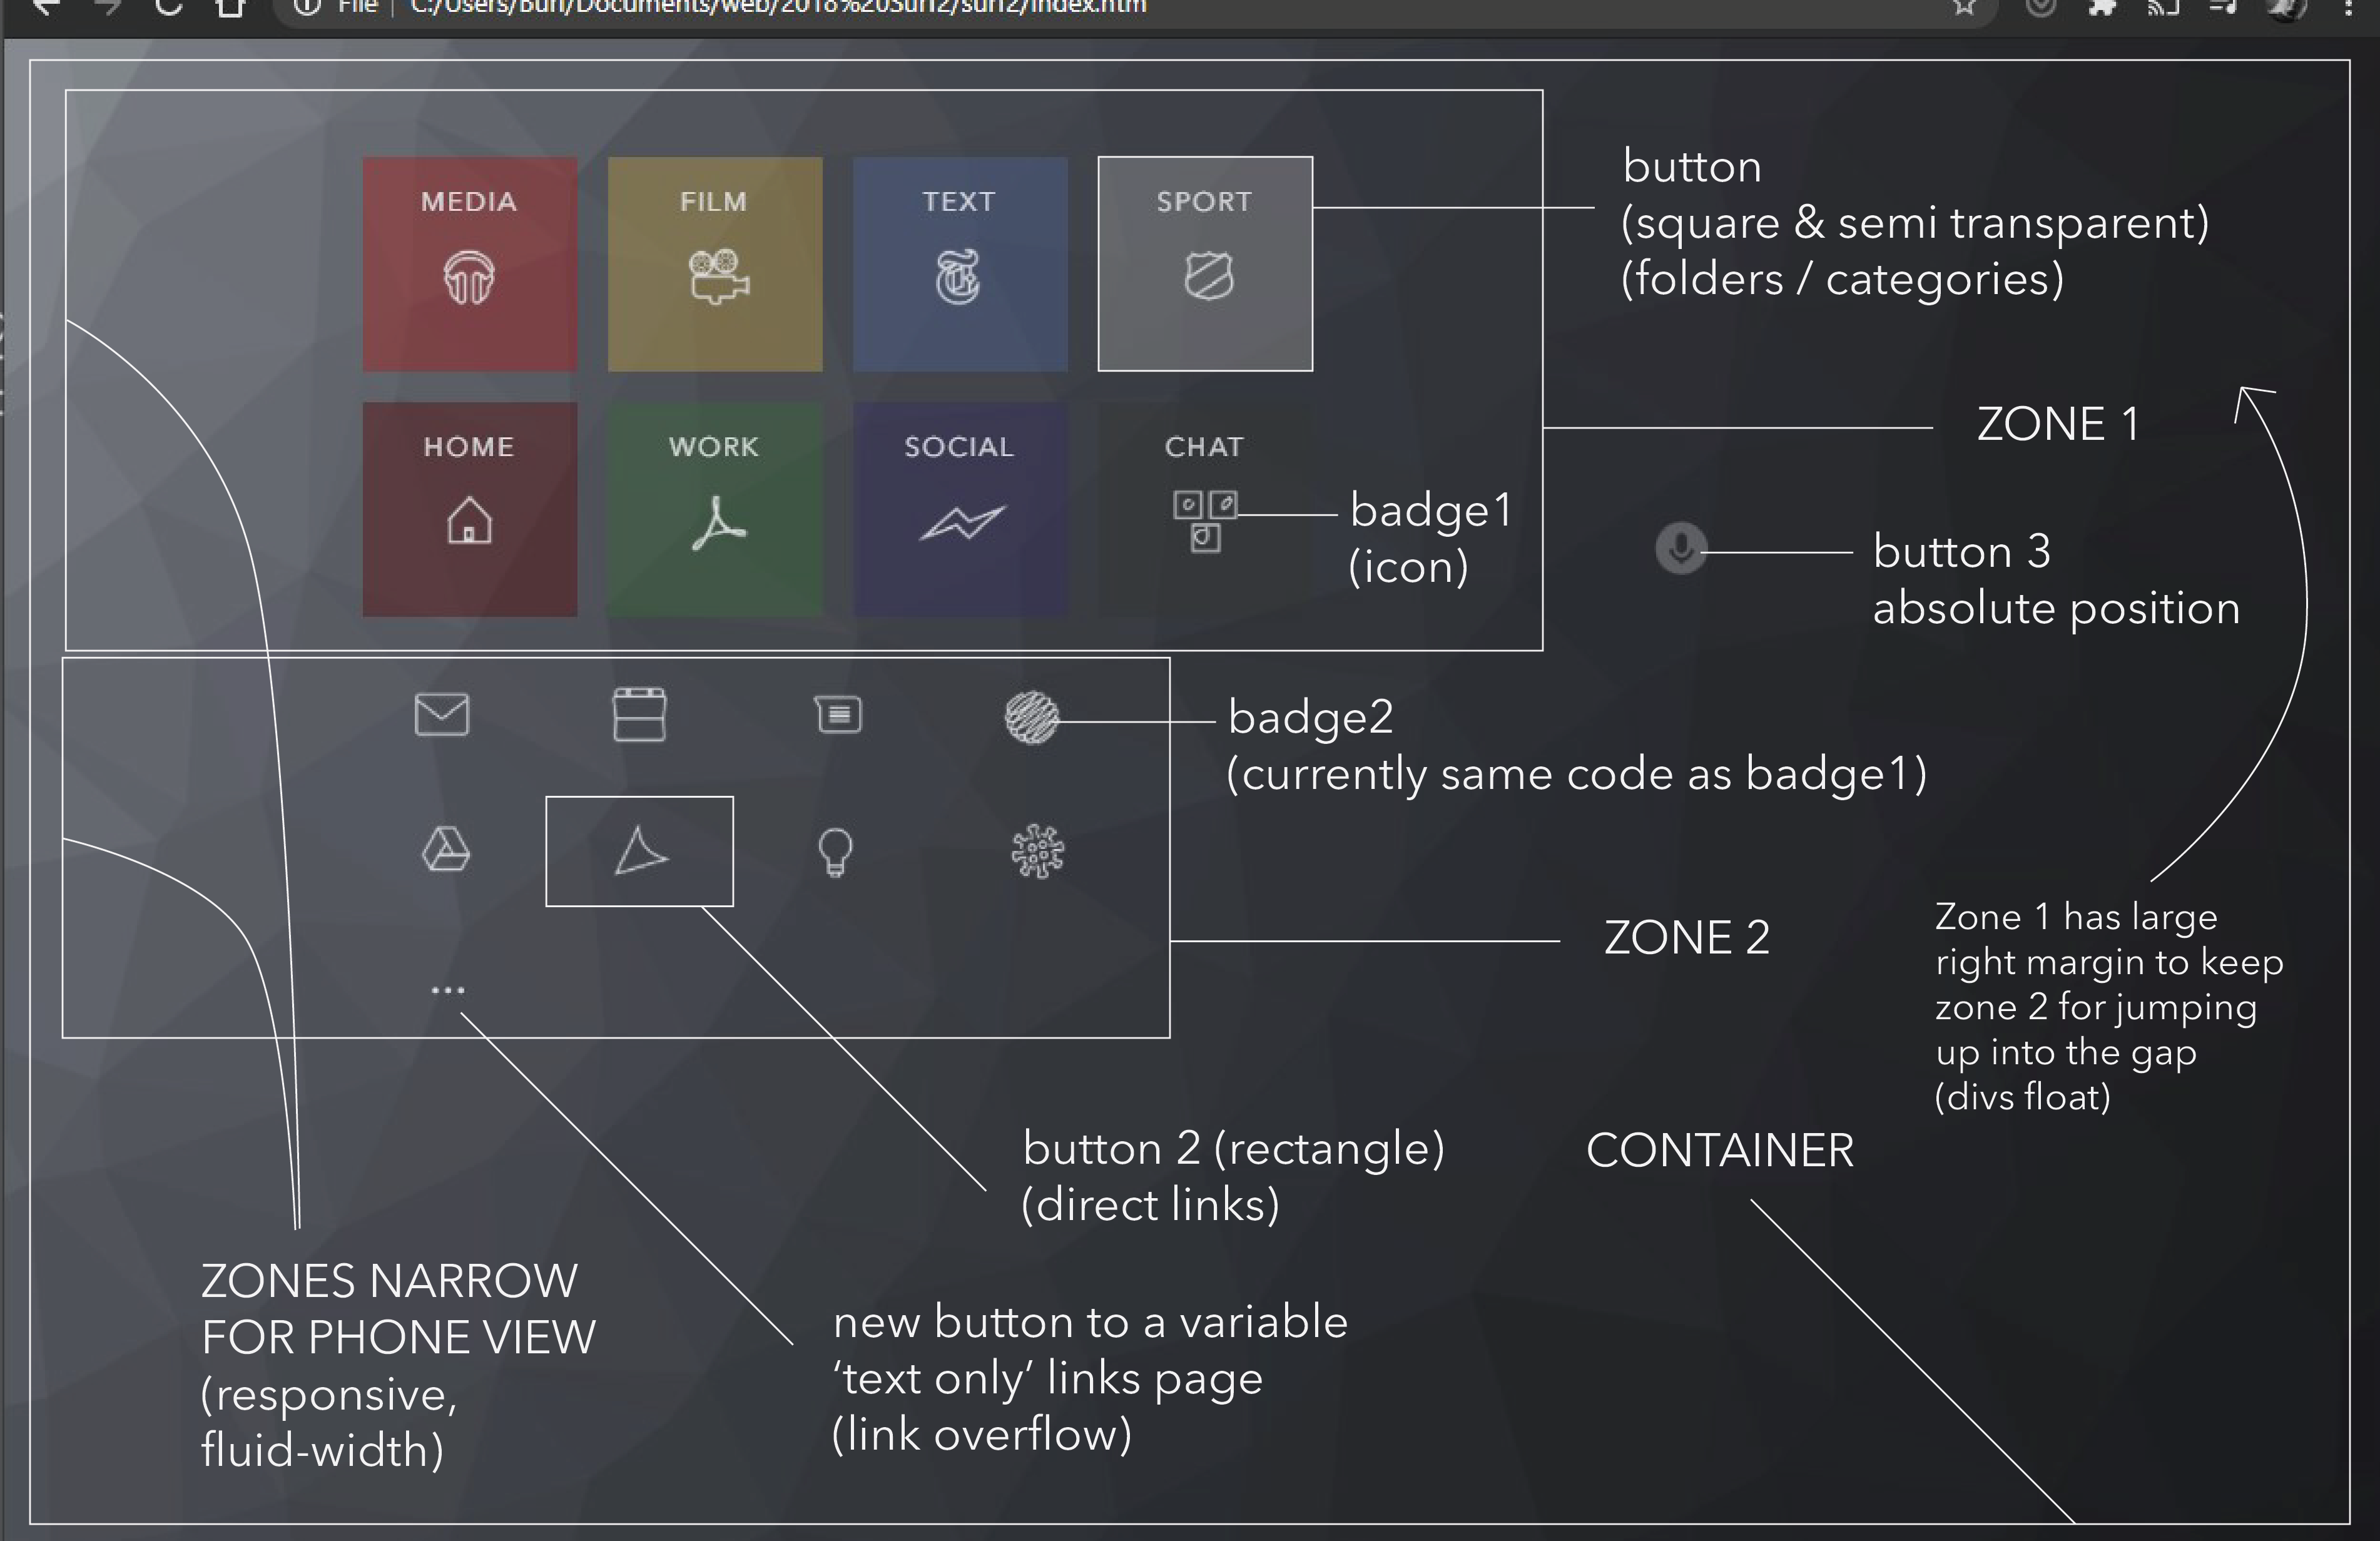 File
C:/Users/Burl/Documents/web/2018%20Surf2/surf2/index.htm
MEDIA
FILM
TEXT
SPORT
HOME
WORK
SOCIAL
CHAT
button
(square & semi transparent)
(folders / categories)
ZONE 1
badge1
(icon)
button 3
absolute position
badge2
(currently same code as badge1)
ZONE 2
Zone 1 has large
right margin to keep
zone 2 for jumping
up into the gap
(divs float)
...
button 2 (rectangle)
(direct links)
CONTAINER
ZONES NARROW
FOR PHONE VIEW
(responsive,
fluid-width)
new button to a variable
‘text only’ links page
(link overflow)